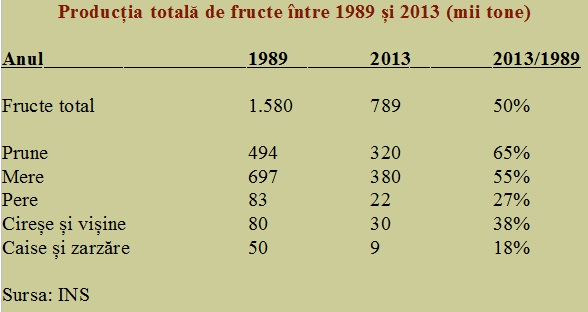 Producția totală de fructe între 1989 și 2013 (mii tone)
Anul 1989 2013 2013/1989
Fructe total 1.580 789 50%
Prune 494 320 65%
Mere 697 380 55%
Pere 83 22 27%
Cireșe și vișine 80 30 38%
Caise și zarzăre 50 9 18%
Sursa: INS